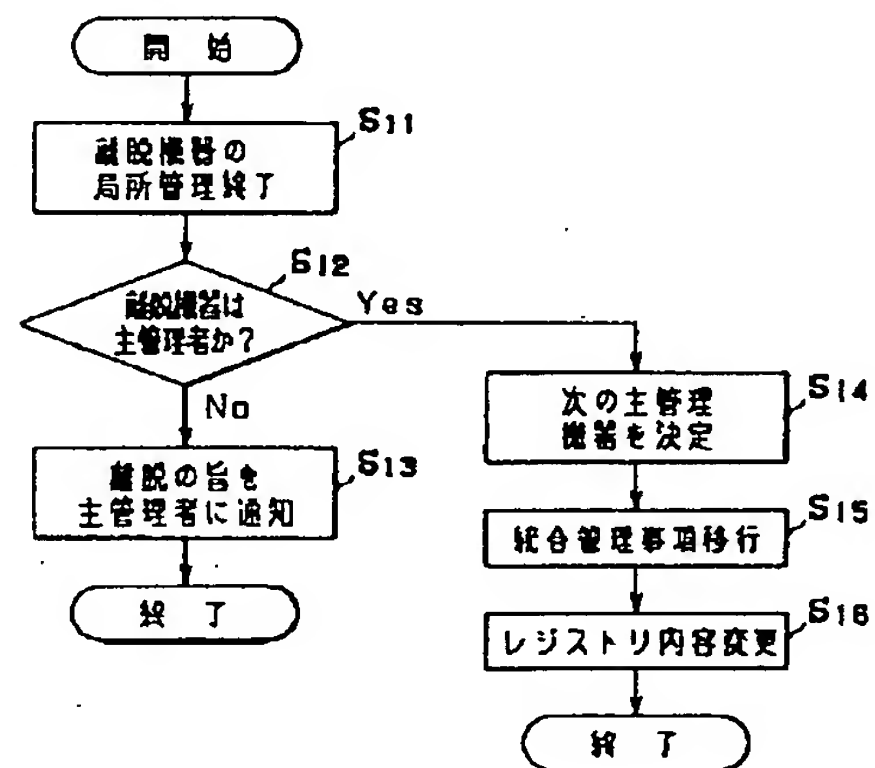 開始
S11
離脱機器の
局所管理終了
S12
離脱機器は
主管理者か?
Yes
No
S13
離脱の旨を
主管理者に通知
終了
S14
次の主管理
機器を決定
S15
統合管理事項移行
S16
レジストリ内容変更
終了